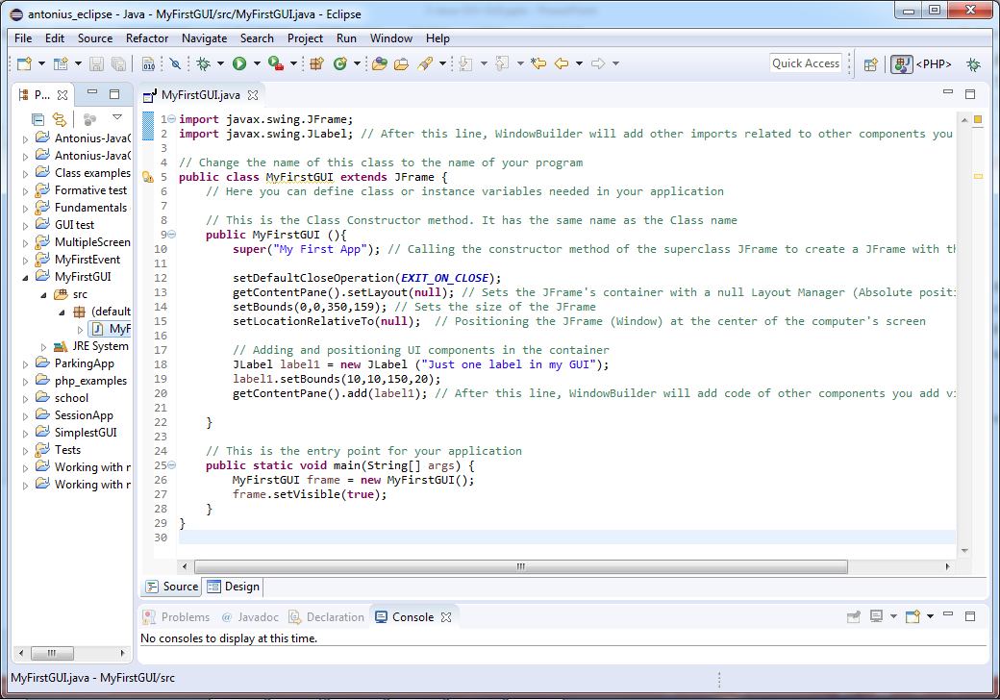 antonius_eclipse - Java - MyFirstGUI/src/MyFirstGUI.java - Eclipse
File Edit Source Refactor Navigate Search Project Run Window Help
Quick Access
<PHP>
P...
MyFirstGUI.java
Antonius-Java
Antonius-Java
Class examples
Formative test
Fundamentals
GUI test
MultipleScreen
MyFirstEvent
MyFirstGUI
src
(default
MyF
JRE System
ParkingApp
php_examples
school
SessionApp
SimplestGUI
Tests
Working with
Working with
1 import javax.swing.JFrame;
2 import javax.swing.JLabel; // After this line, WindowBuilder will add other imports related to other components you
3
4 // Change the name of this class to the name of your program
5 public class MyFirstGUI extends JFrame {
6 // Here you can define class or instance variables needed in your application
7
8 // This is the Class Constructor method. It has the same name as the Class name
9 public MyFirstGUI (){
10 super("My First App"); // Calling the constructor method of the superclass JFrame to create a JFrame with th
11
12 setDefaultCloseOperation(EXIT_ON_CLOSE);
13 getContentPane().setLayout(null); // Sets the JFrame's container with a null Layout Manager (Absolute positi
14 setBounds(0,0,350,159); // Sets the size of the JFrame
15 setLocationRelativeTo(null); // Positioning the JFrame (Window) at the center of the computer's screen
16
17 // Adding and positioning UI components in the container
18 JLabel label1 = new JLabel ("Just one label in my GUI");
19 label1.setBounds(10,10,150,20);
20 getContentPane().add(label1); // After this line, WindowBuilder will add code of other components you add vi
21
22 }
23
24 // This is the entry point for your application
25 public static void main(String[] args) {
26 MyFirstGUI frame = new MyFirstGUI();
27 frame.setVisible(true);
28 }
29 }
30
Source Design
Problems @ Javadoc Declaration Console
No consoles to display at this time.
MyFirstGUI.java - MyFirstGUI/src